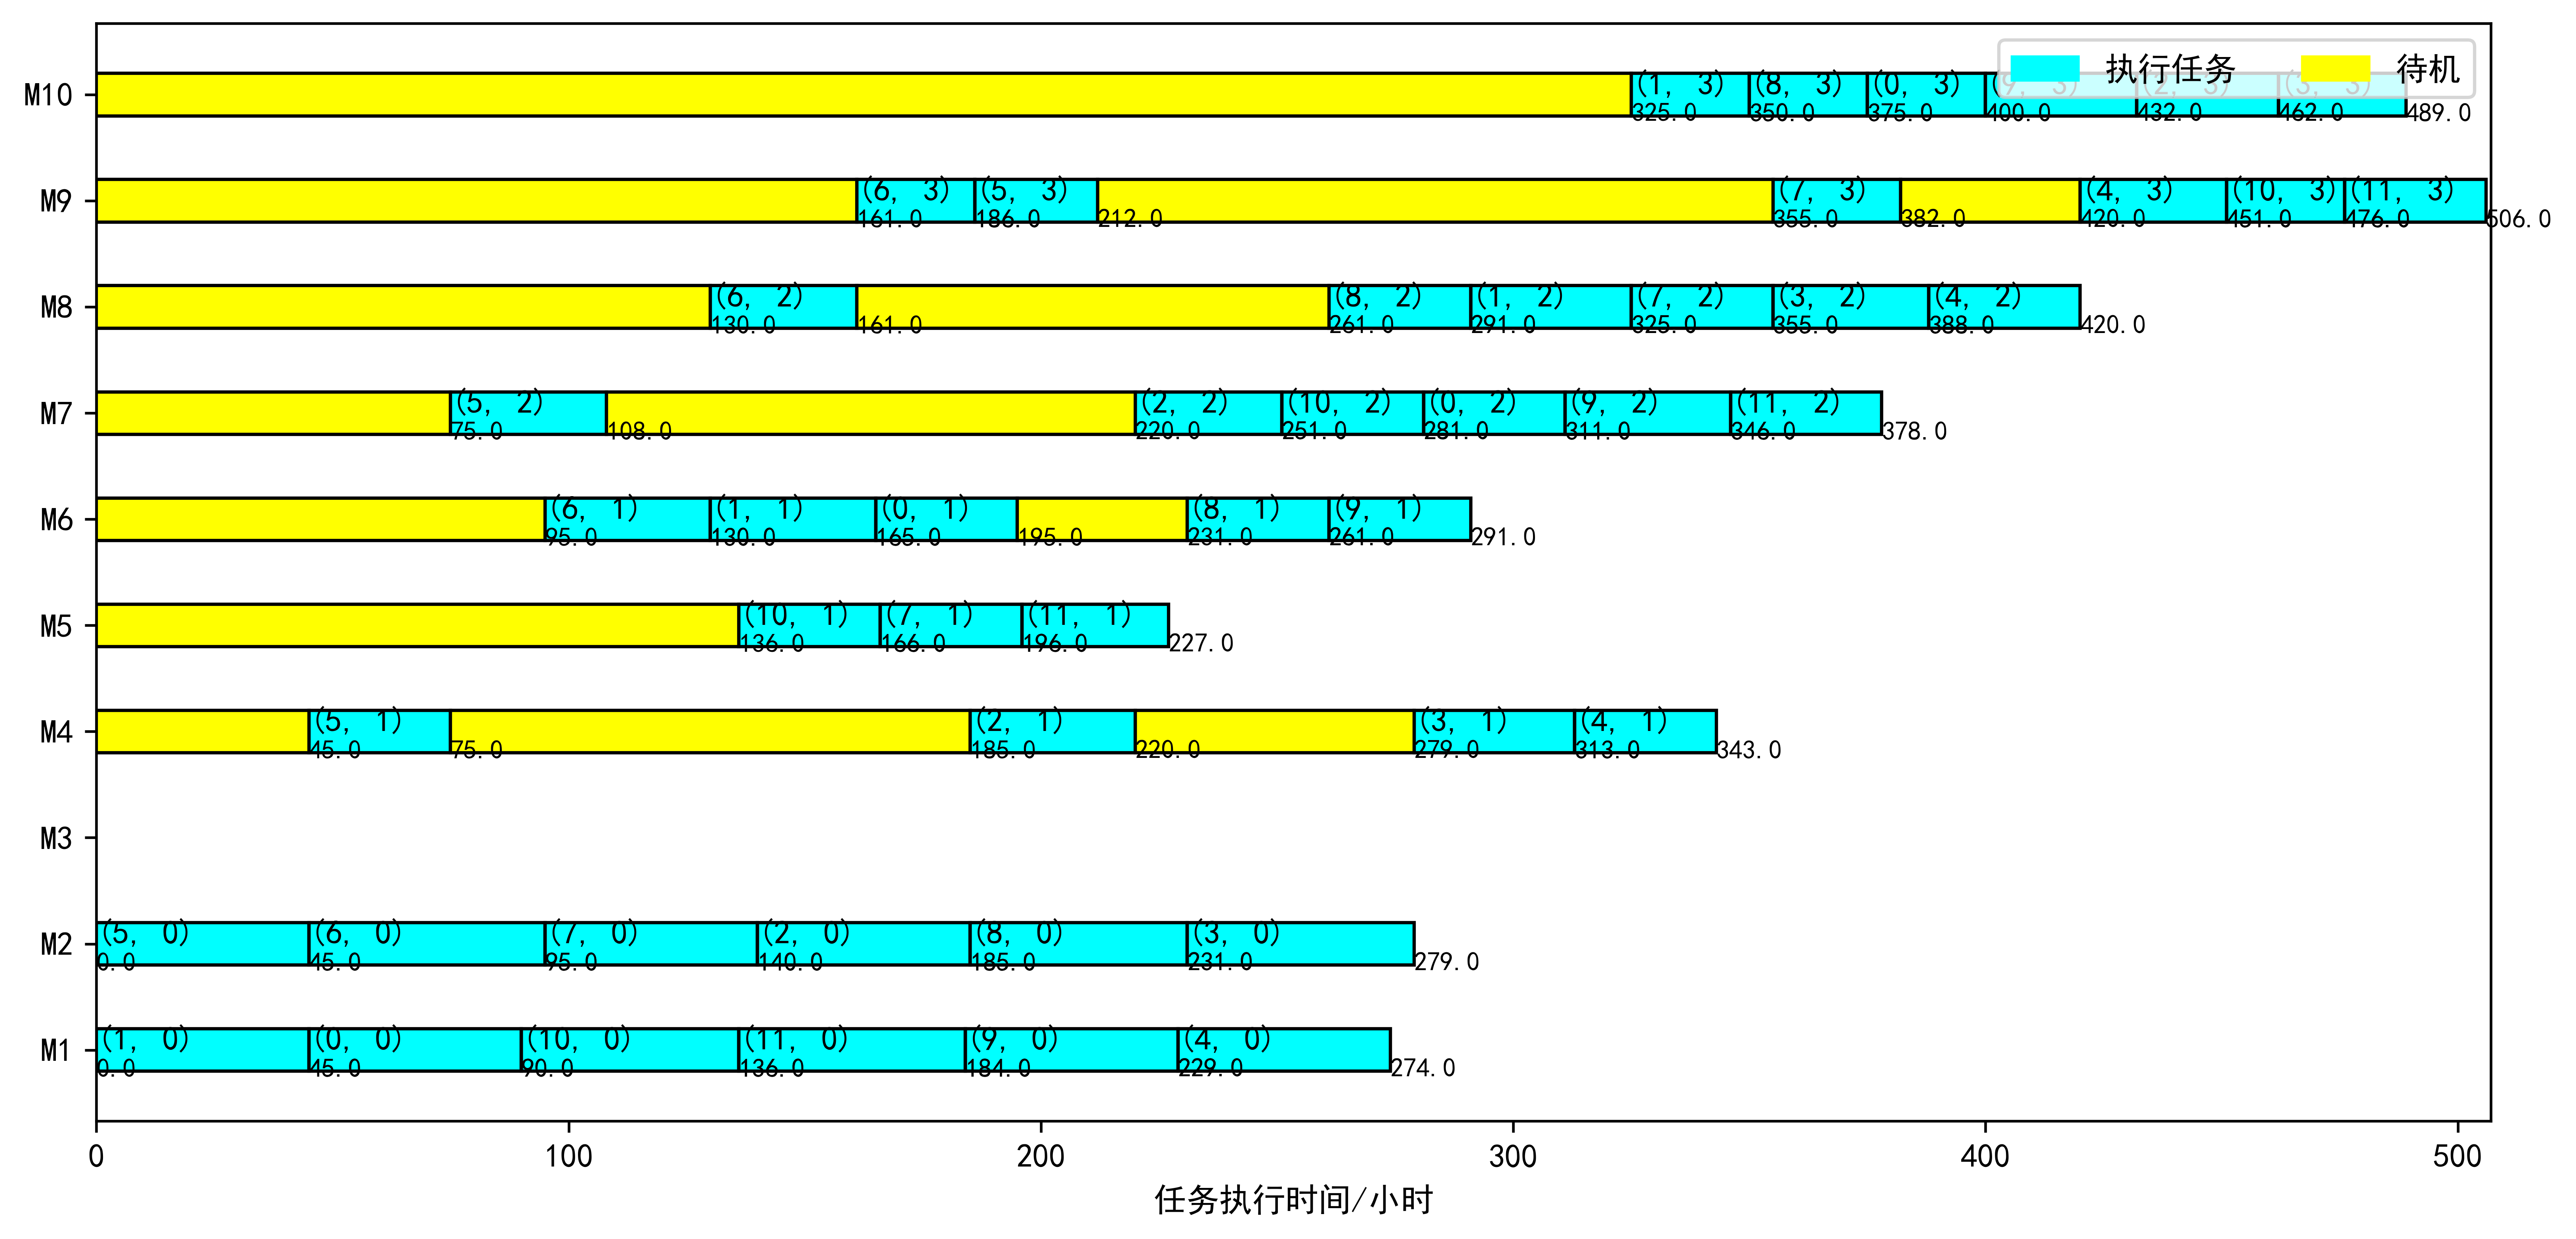 执行任务 待机
M10 (1, 3) (8, 3) (0, 3) (9, 3) (2, 3) (3, 3)
325.0 350.0 375.0 400.0 432.0 462.0 489.0
M9 (6, 3) (5, 3) (7, 3) (4, 3) (10, 3) (11, 3)
161.0 186.0 212.0 355.0 382.0 420.0 451.0 476.0 506.0
M8 (6, 2) (8, 2) (1, 2) (7, 2) (3, 2) (4, 2)
130.0 161.0 261.0 291.0 325.0 355.0 388.0 420.0
M7 (5, 2) (2, 2) (10, 2) (0, 2) (9, 2) (11, 2)
75.0 108.0 220.0 251.0 281.0 311.0 346.0 378.0
M6 (6, 1) (1, 1) (0, 1) (8, 1) (9, 1)
95.0 130.0 165.0 195.0 231.0 261.0 291.0
M5 (10, 1) (7, 1) (11, 1)
136.0 166.0 196.0 227.0
M4 (5, 1) (2, 1) (3, 1) (4, 1)
45.0 75.0 185.0 220.0 279.0 313.0 343.0
M3
M2 (5, 0) (6, 0) (7, 0) (2, 0) (8, 0) (3, 0)
0.0 45.0 95.0 140.0 185.0 231.0 279.0
M1 (1, 0) (0, 0) (10, 0) (11, 0) (9, 0) (4, 0)
0.0 45.0 90.0 136.0 184.0 229.0 274.0
0 100 200 300 400 500
任务执行时间/小时